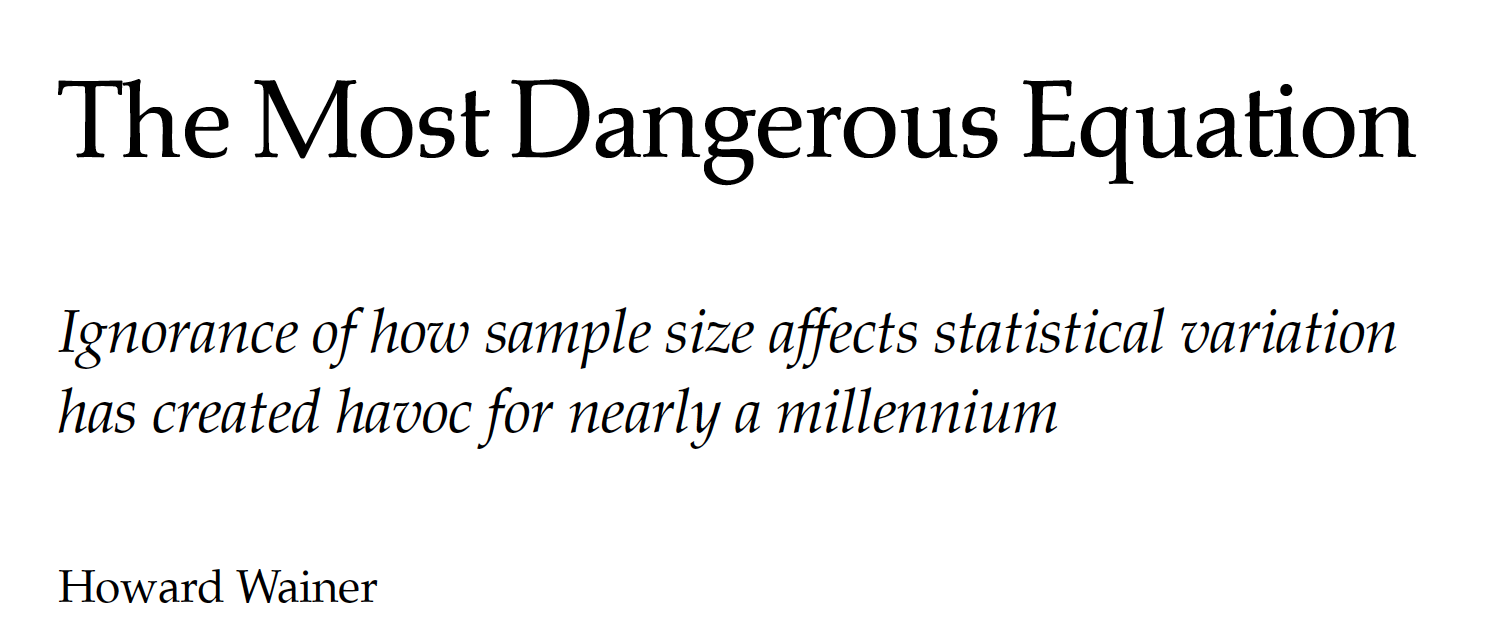 The Most Dangerous Equation
Ignorance of how sample size affects statistical variation
has created havoc for nearly a millennium
Howard Wainer